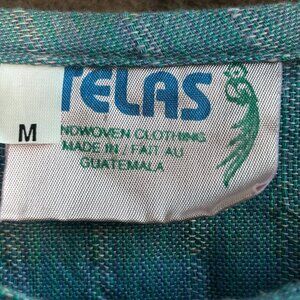 TELAS
M
NDWOVEN CLOTHING
MADE IN / FAIT AU
GUATEMALA